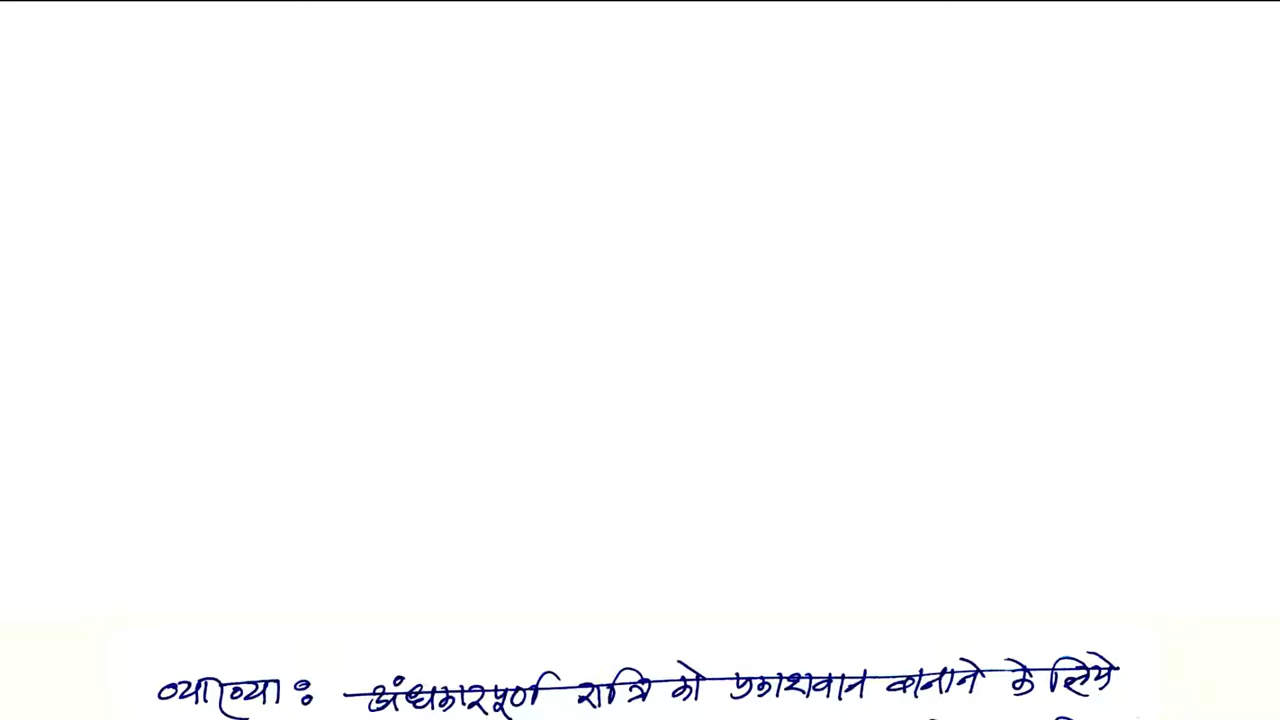 व्याख्या : अंधकारपूर्ण रात्रि को प्रकाशवान बनाने के लिये